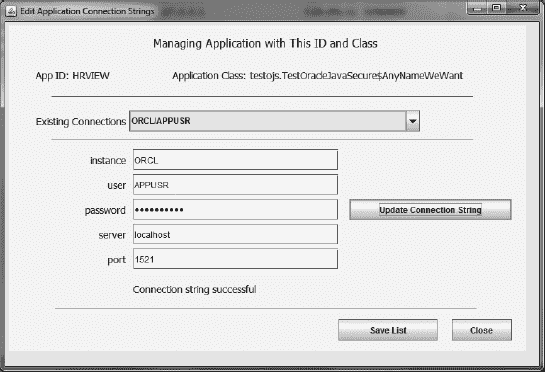 Edit Application Connection Strings
Managing Application with This ID and Class
App ID: HRVIEW Application Class: testojs.TestOracleJavaSecure$AnyNameWeWant
Existing Connections ORCL/APPUSR
instance ORCL
user APPUSR
password ••••••••••
Update Connection String
server localhost
port 1521
Connection string successful
Save List Close